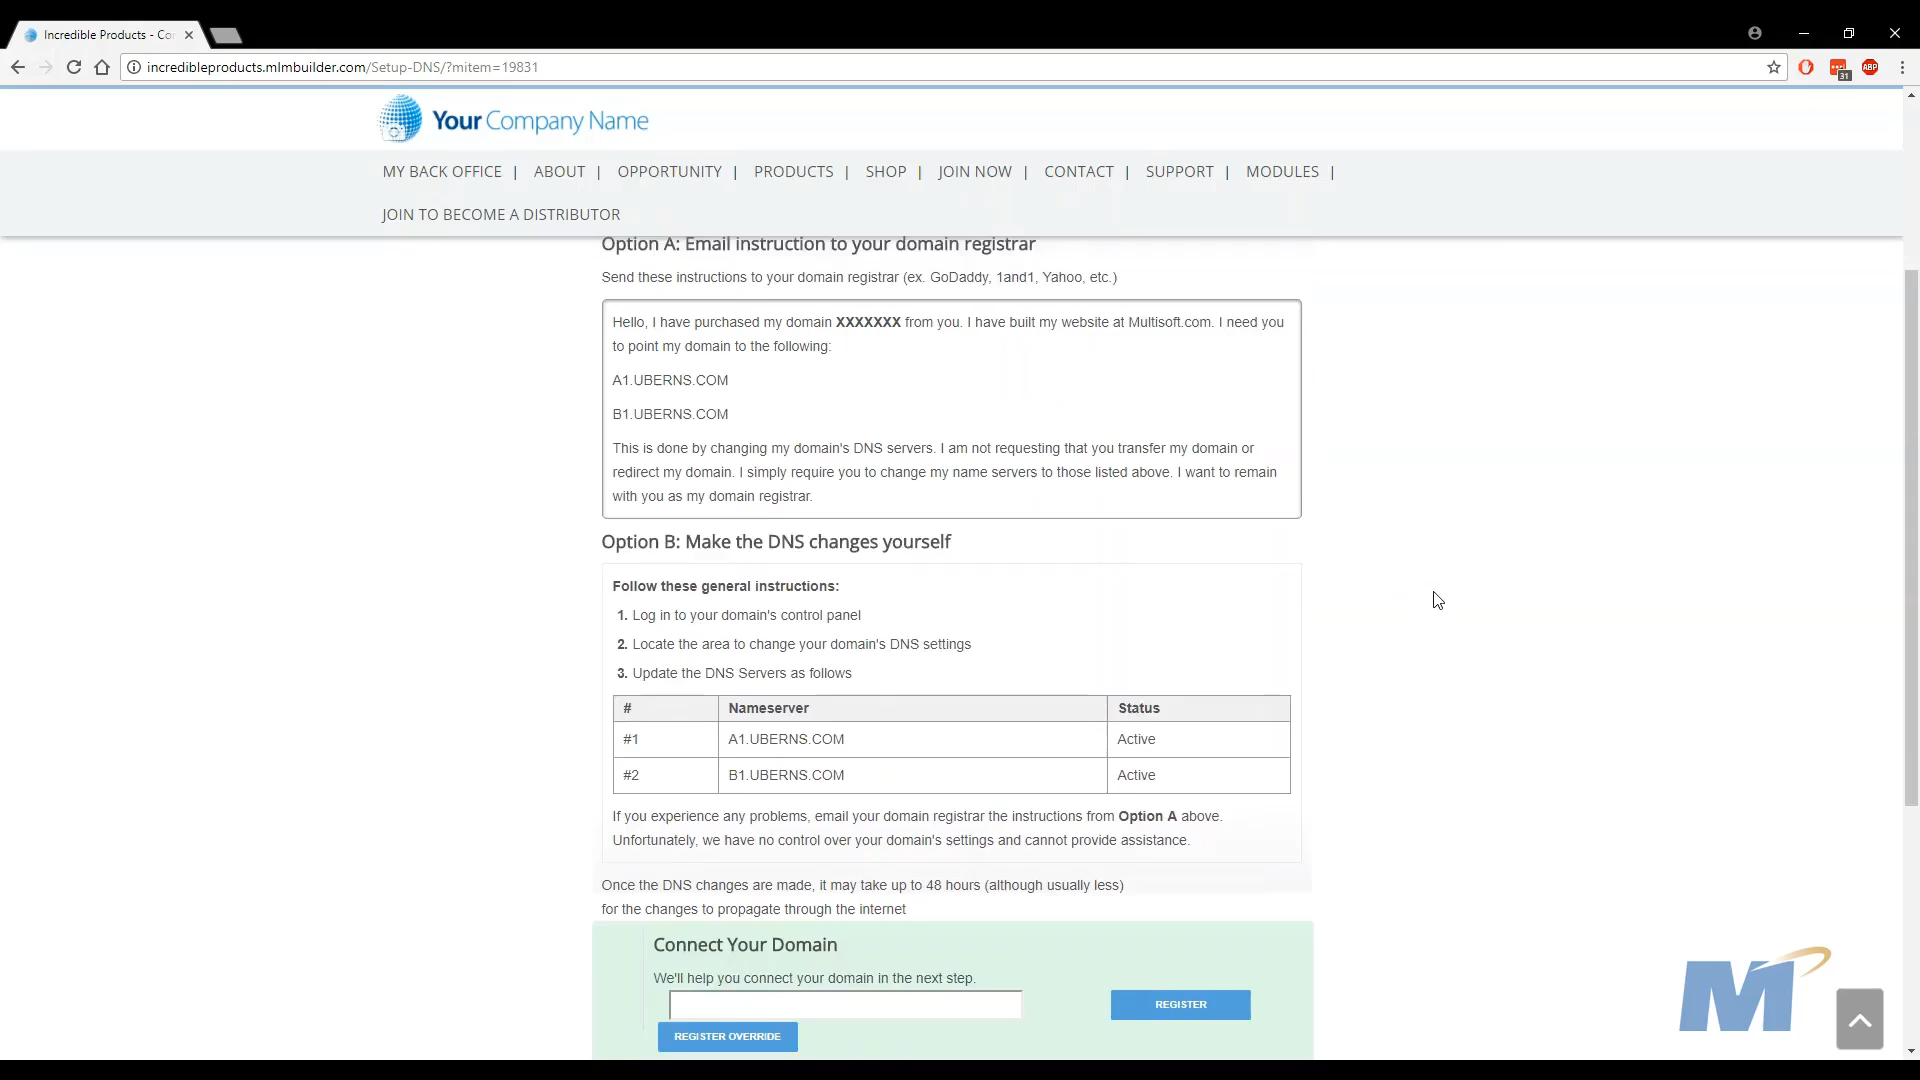 Incredible Products - Co
incredibleproducts.mlmbuilder.com/Setup-DNS/?mitem=19831
31
ABP
Your Company Name
MY BACK OFFICE | ABOUT | OPPORTUNITY | PRODUCTS | SHOP | JOIN NOW | CONTACT | SUPPORT | MODULES |
JOIN TO BECOME A DISTRIBUTOR
Option A: Email instruction to your domain registrar
Send these instructions to your domain registrar (ex. GoDaddy, 1and1, Yahoo, etc.)
Hello, I have purchased my domain XXXXXXX from you. I have built my website at Multisoft.com. I need you
to point my domain to the following:
A1.UBERNS.COM
B1.UBERNS.COM
This is done by changing my domain's DNS servers. I am not requesting that you transfer my domain or
redirect my domain. I simply require you to change my name servers to those listed above. I want to remain
with you as my domain registrar.
Option B: Make the DNS changes yourself
Follow these general instructions:
1. Log in to your domain's control panel
2. Locate the area to change your domain's DNS settings
3. Update the DNS Servers as follows
# Nameserver Status
#1 A1.UBERNS.COM Active
#2 B1.UBERNS.COM Active
If you experience any problems, email your domain registrar the instructions from Option A above.
Unfortunately, we have no control over your domain's settings and cannot provide assistance.
Once the DNS changes are made, it may take up to 48 hours (although usually less)
for the changes to propagate through the internet
Connect Your Domain
We'll help you connect your domain in the next step.
REGISTER
REGISTER OVERRIDE
M